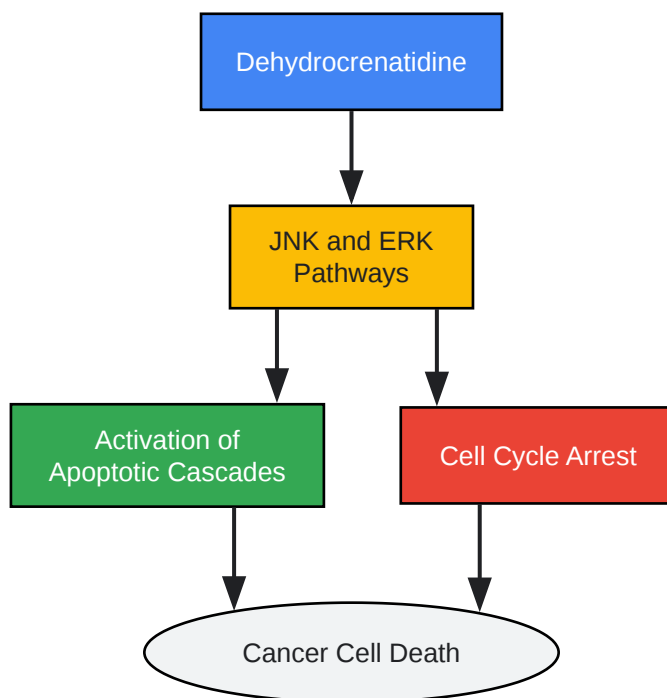 Dehydrocrenatidine
JNK and ERK
Pathways
Activation of
Apoptotic Cascades
Cell Cycle Arrest
Cancer Cell Death